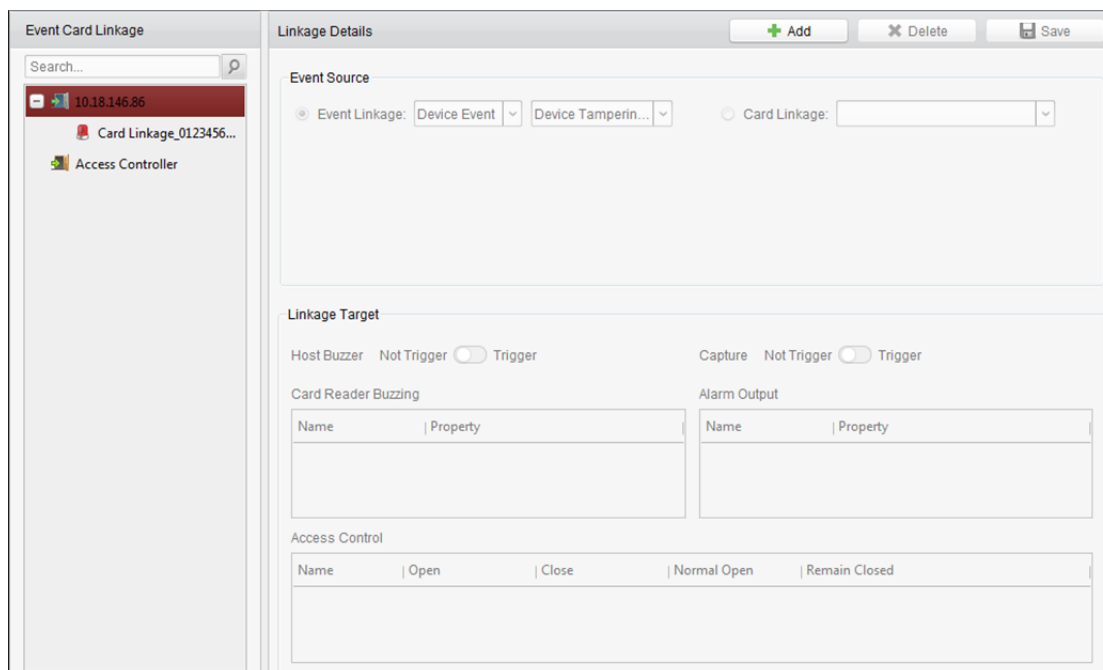 Event Card Linkage
Search...
10.18.146.86
Card Linkage_0123456...
Access Controller
Linkage Details
Add
Delete
Save
Event Source
Event Linkage: Device Event Device Tamperin... Card Linkage:
Linkage Target
Host Buzzer Not Trigger Trigger Capture Not Trigger Trigger
Card Reader Buzzing Alarm Output
Name Property Name Property
Access Control
Name Open Close Normal Open Remain Closed